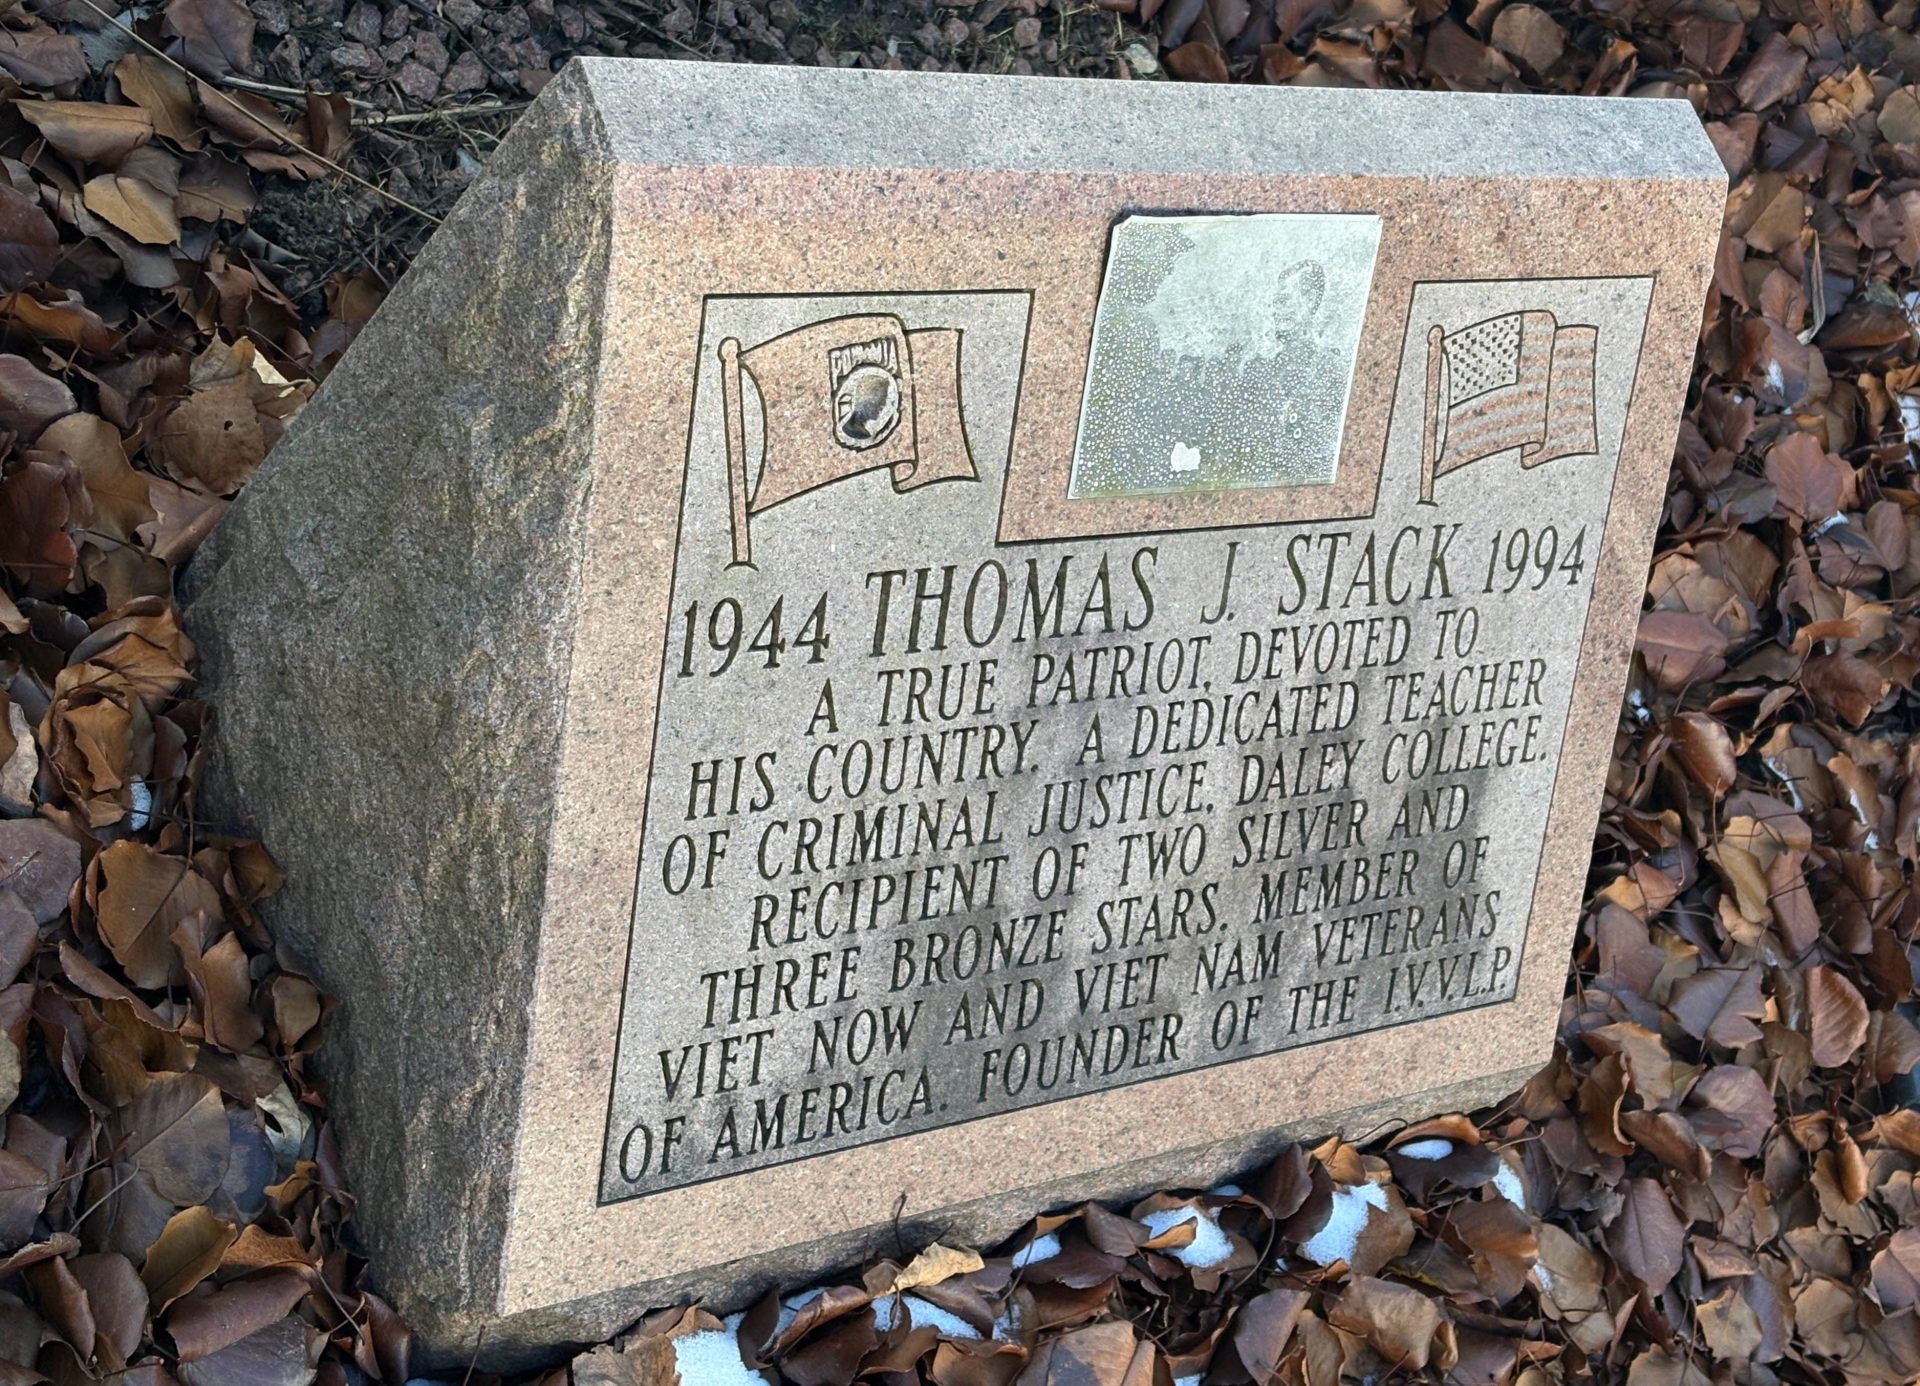 1944 THOMAS J. STACK 1994
A TRUE PATRIOT, DEVOTED TO
HIS COUNTRY. A DEDICATED TEACHER
OF CRIMINAL JUSTICE, DALEY COLLEGE.
RECIPIENT OF TWO SILVER AND
THREE BRONZE STARS. MEMBER OF
VIET NOW AND VIET NAM VETERANS
OF AMERICA. FOUNDER OF THE I.V.V.L.P.